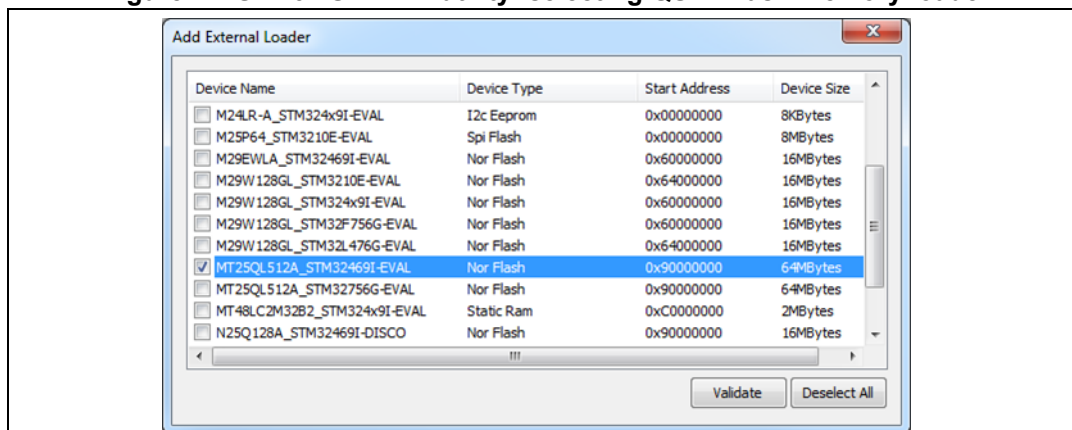 Add External Loader
Device Name Device Type Start Address Device Size
M24LR-A_STM324x9I-EVAL I2c Eeprom 0x00000000 8KBytes
M25P64_STM3210E-EVAL Spi Flash 0x00000000 8MBytes
M29EWLA_STM32469I-EVAL Nor Flash 0x60000000 16MBytes
M29W128GL_STM3210E-EVAL Nor Flash 0x64000000 16MBytes
M29W128GL_STM324x9I-EVAL Nor Flash 0x60000000 16MBytes
M29W128GL_STM32F756G-EVAL Nor Flash 0x60000000 16MBytes
M29W128GL_STM32L476G-EVAL Nor Flash 0x64000000 16MBytes
MT25QL512A_STM32469I-EVAL Nor Flash 0x90000000 64MBytes
MT25QL512A_STM32756G-EVAL Nor Flash 0x90000000 64MBytes
MT48LC2M32B2_STM324x9I-EVAL Static Ram 0xC0000000 2MBytes
N25Q128A_STM32469I-DISCO Nor Flash 0x90000000 16MBytes
Validate Deselect All